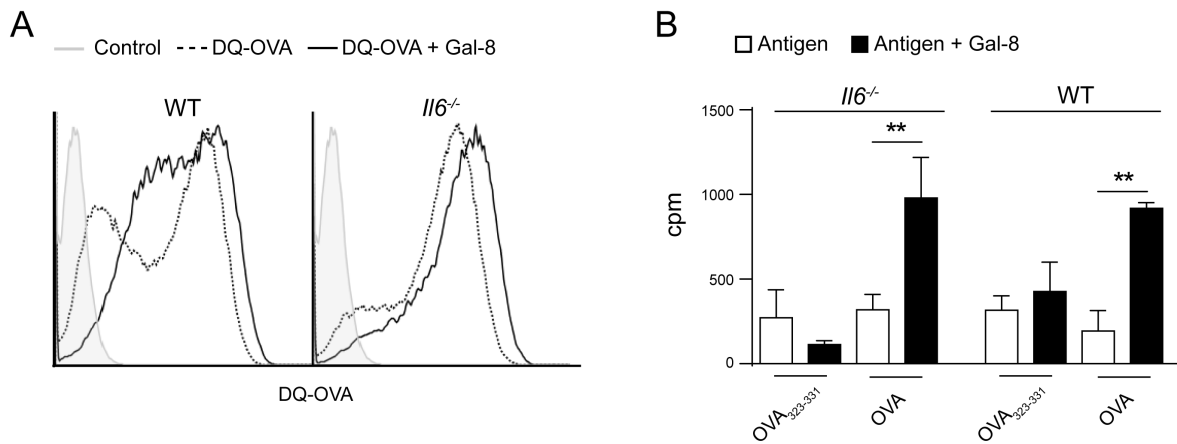 A
Control DQ-OVA DQ-OVA + Gal-8
WT Il6-/-
DQ-OVA
B
Antigen Antigen + Gal-8
Il6-/- WT
** **
cpm
1500
1000
500
0
OVA323-331 OVA OVA323-331 OVA